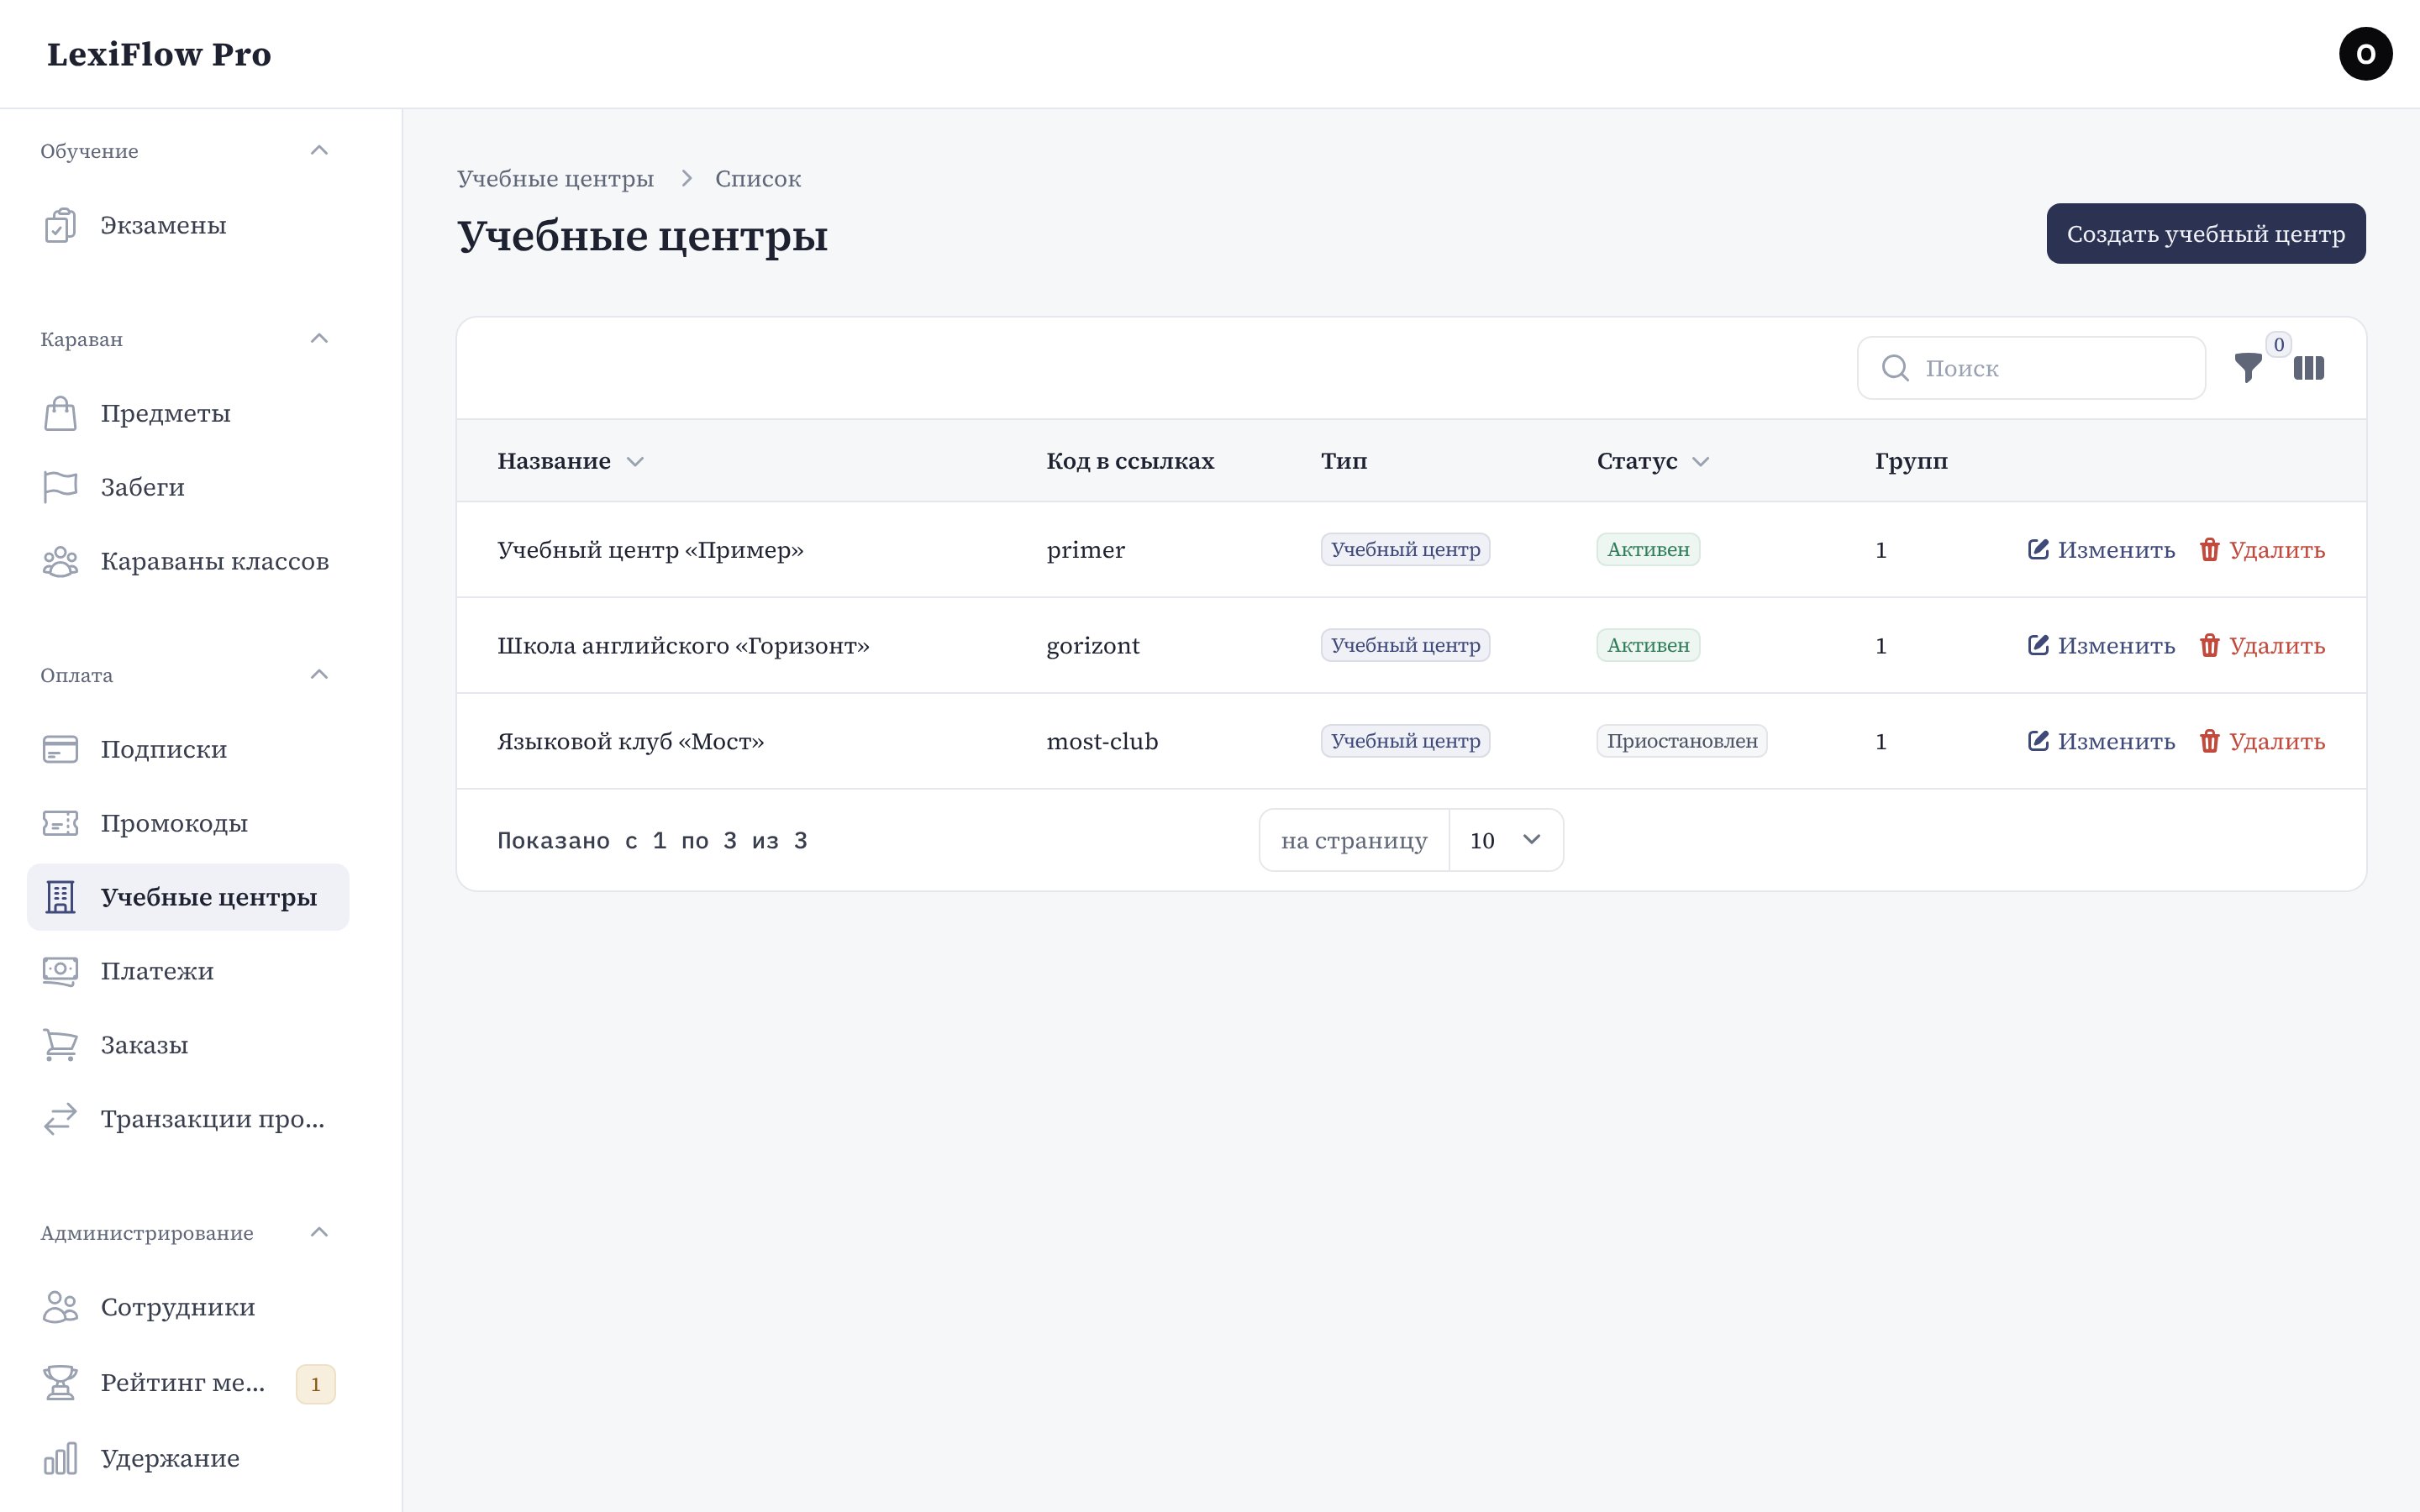 LexiFlow Pro
O
Обучение
Экзамены
Караван
Предметы
Забеги
Караваны классов
Оплата
Подписки
Промокоды
Учебные центры
Платежи
Заказы
Транзакции про...
Администрирование
Сотрудники
Рейтинг ме... 1
Удержание
Учебные центры > Список
Учебные центры
Создать учебный центр
Поиск
0
Название Код в ссылках Тип Статус Групп
Учебный центр «Пример» primer Учебный центр Активен 1 Изменить Удалить
Школа английского «Горизонт» gorizont Учебный центр Активен 1 Изменить Удалить
Языковой клуб «Мост» most-club Учебный центр Приостановлен 1 Изменить Удалить
Показано с 1 по 3 из 3 на страницу 10